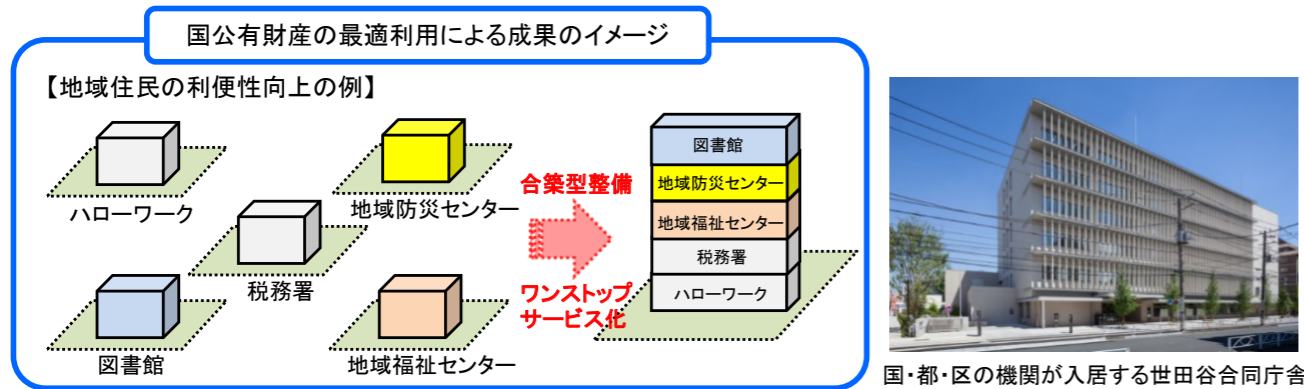 国公有財産の最適利用による成果のイメージ
【地域住民の利便性向上の例】
ハローワーク
地域防災センター
税務署
図書館
地域福祉センター
合築型整備
ワンストップ
サービス化
図書館
地域防災センター
地域福祉センター
税務署
ハローワーク
国・都・区の機関が入居する世田谷合同庁舎